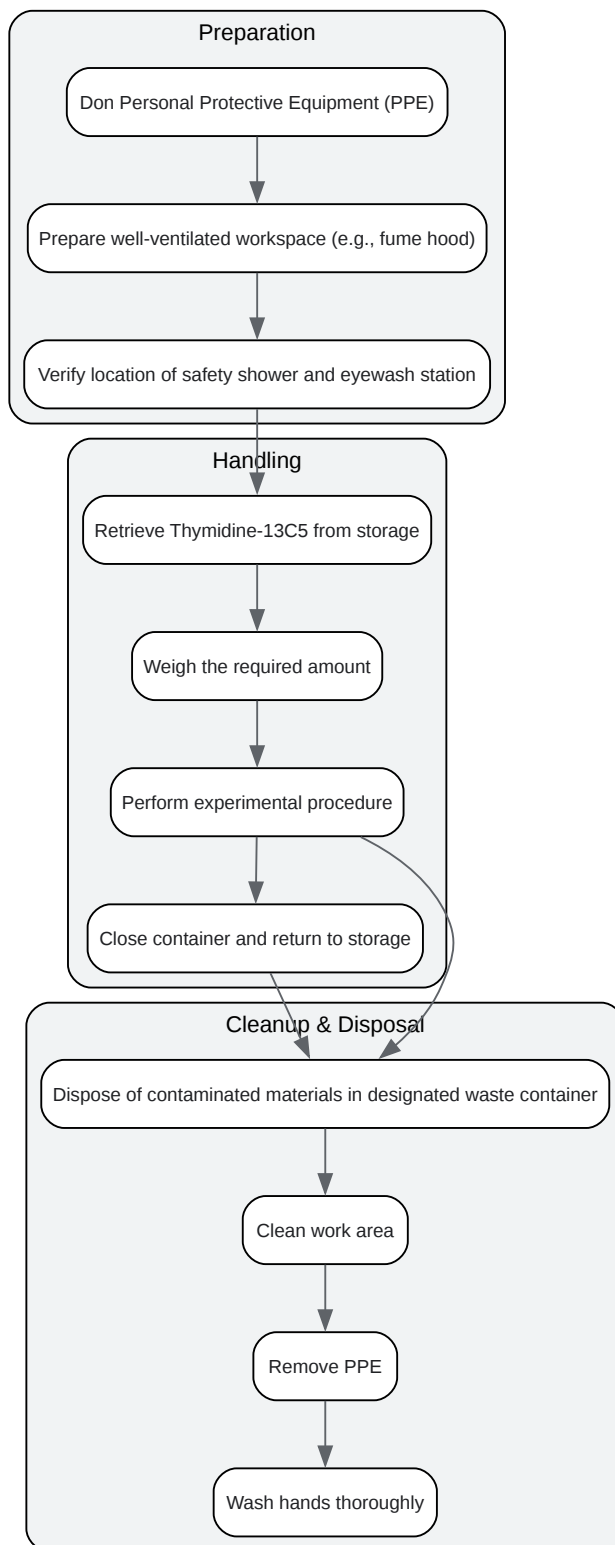 Preparation
Don Personal Protective Equipment (PPE)
Prepare well-ventilated workspace (e.g., fume hood)
Verify location of safety shower and eyewash station
Handling
Retrieve Thymidine-13C5 from storage
Weigh the required amount
Perform experimental procedure
Close container and return to storage
Cleanup & Disposal
Dispose of contaminated materials in designated waste container
Clean work area
Remove PPE
Wash hands thoroughly